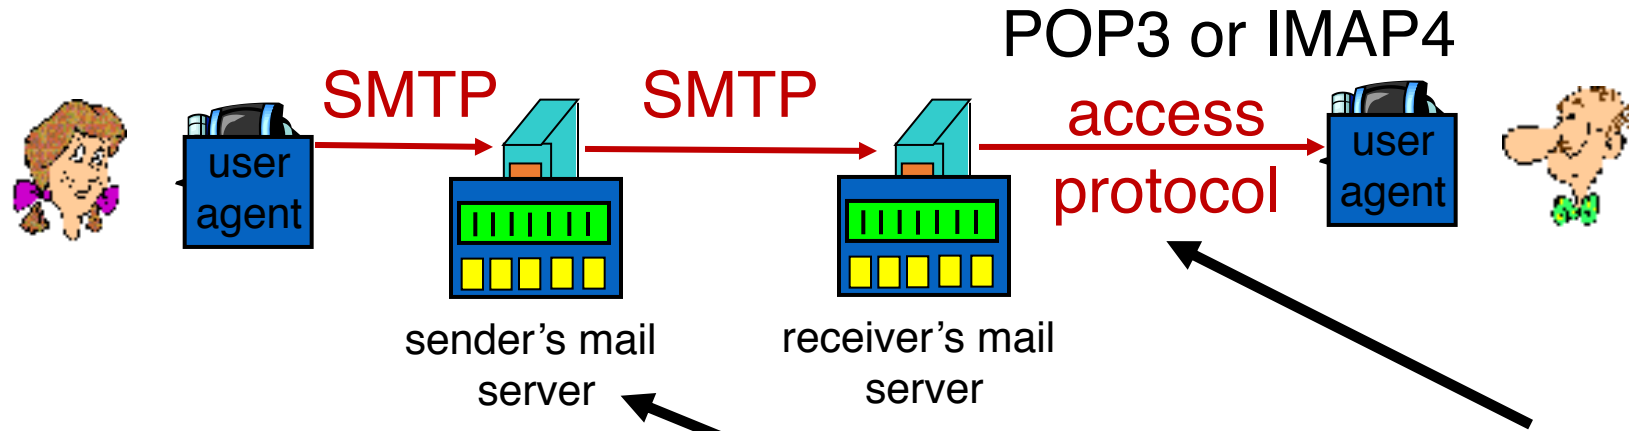 POP3 or IMAP4
SMTP
SMTP
access
protocol
user
agent
user
agent
sender’s mail
server
receiver’s mail
server